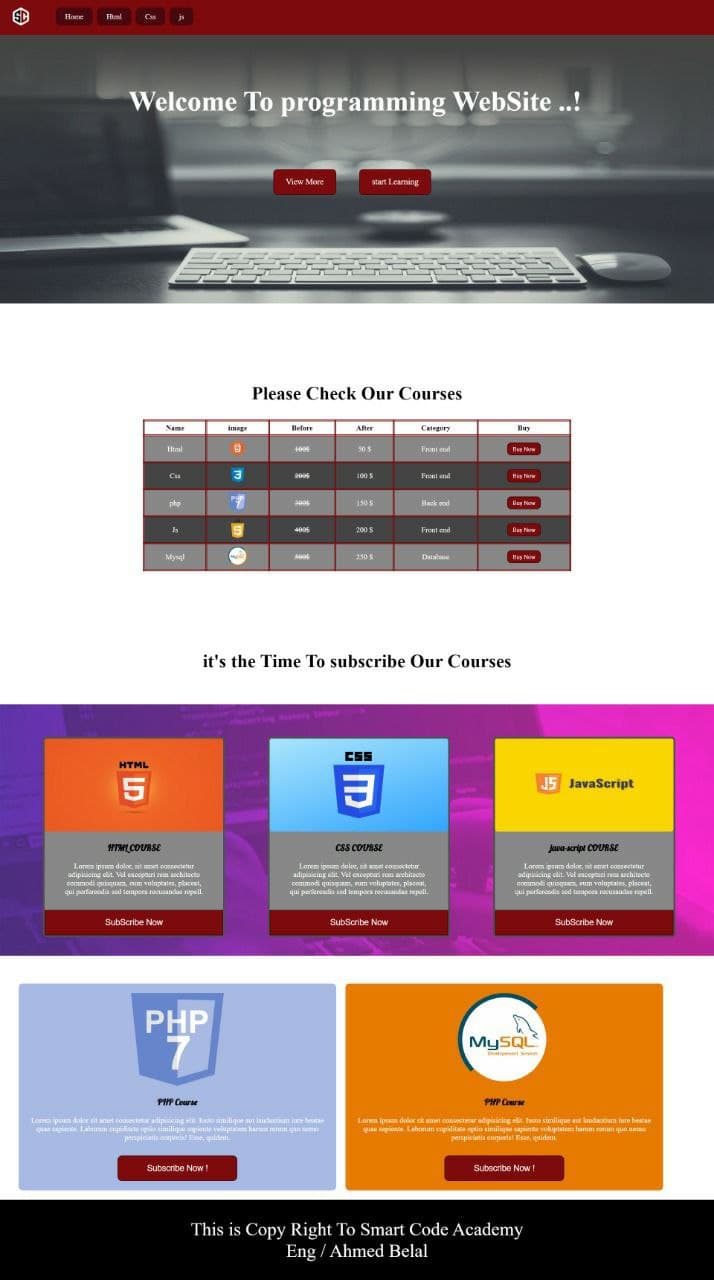 SC
Home Html Css js
Welcome To programming WebSite ..!
View More start Learning
Please Check Our Courses
Name image Before After Category Buy
Html 5 100$ 50 $ Front end Buy Now
Css 3 200$ 100 $ Front end Buy Now
php PHP 7 300$ 150 $ Back end Buy Now
Js 5 400$ 200 $ Front end Buy Now
Mysql MySQL 500$ 250 $ Database Buy Now
it's the Time To subscribe Our Courses
HTML
5
HTML COURSE
Lorem ipsum dolor, sit amet consectetur
adipisicing elit. Vel excepturi rem architecto
commodi quisquam, eum voluptates, placeat,
qui perferendis sed tempora recusandae repell.
SubScribe Now
CSS
3
CSS COURSE
Lorem ipsum dolor, sit amet consectetur
adipisicing elit. Vel excepturi rem architecto
commodi quisquam, eum voluptates, placeat,
qui perferendis sed tempora recusandae repell.
SubScribe Now
JS JavaScript
java-script COURSE
Lorem ipsum dolor, sit amet consectetur
adipisicing elit. Vel excepturi rem architecto
commodi quisquam, eum voluptates, placeat,
qui perferendis sed tempora recusandae repell.
SubScribe Now
PHP
7
PHP Course
Lorem ipsum dolor sit amet consectetur adipisicing elit. Iusto similique aut laudantium iure beatae
quae sapiente. Laborum cupiditate optio similique sapiente voluptatem harum rerum quo nemo
perspiciatis corporis! Esse, quidem.
Subscribe Now !
MySQL
PHP Course
Lorem ipsum dolor sit amet consectetur adipisicing elit. Iusto similique aut laudantium iure beatae
quae sapiente. Laborum cupiditate optio similique sapiente voluptatem harum rerum quo nemo
perspiciatis corporis! Esse, quidem.
Subscribe Now !
This is Copy Right To Smart Code Academy
Eng / Ahmed Belal